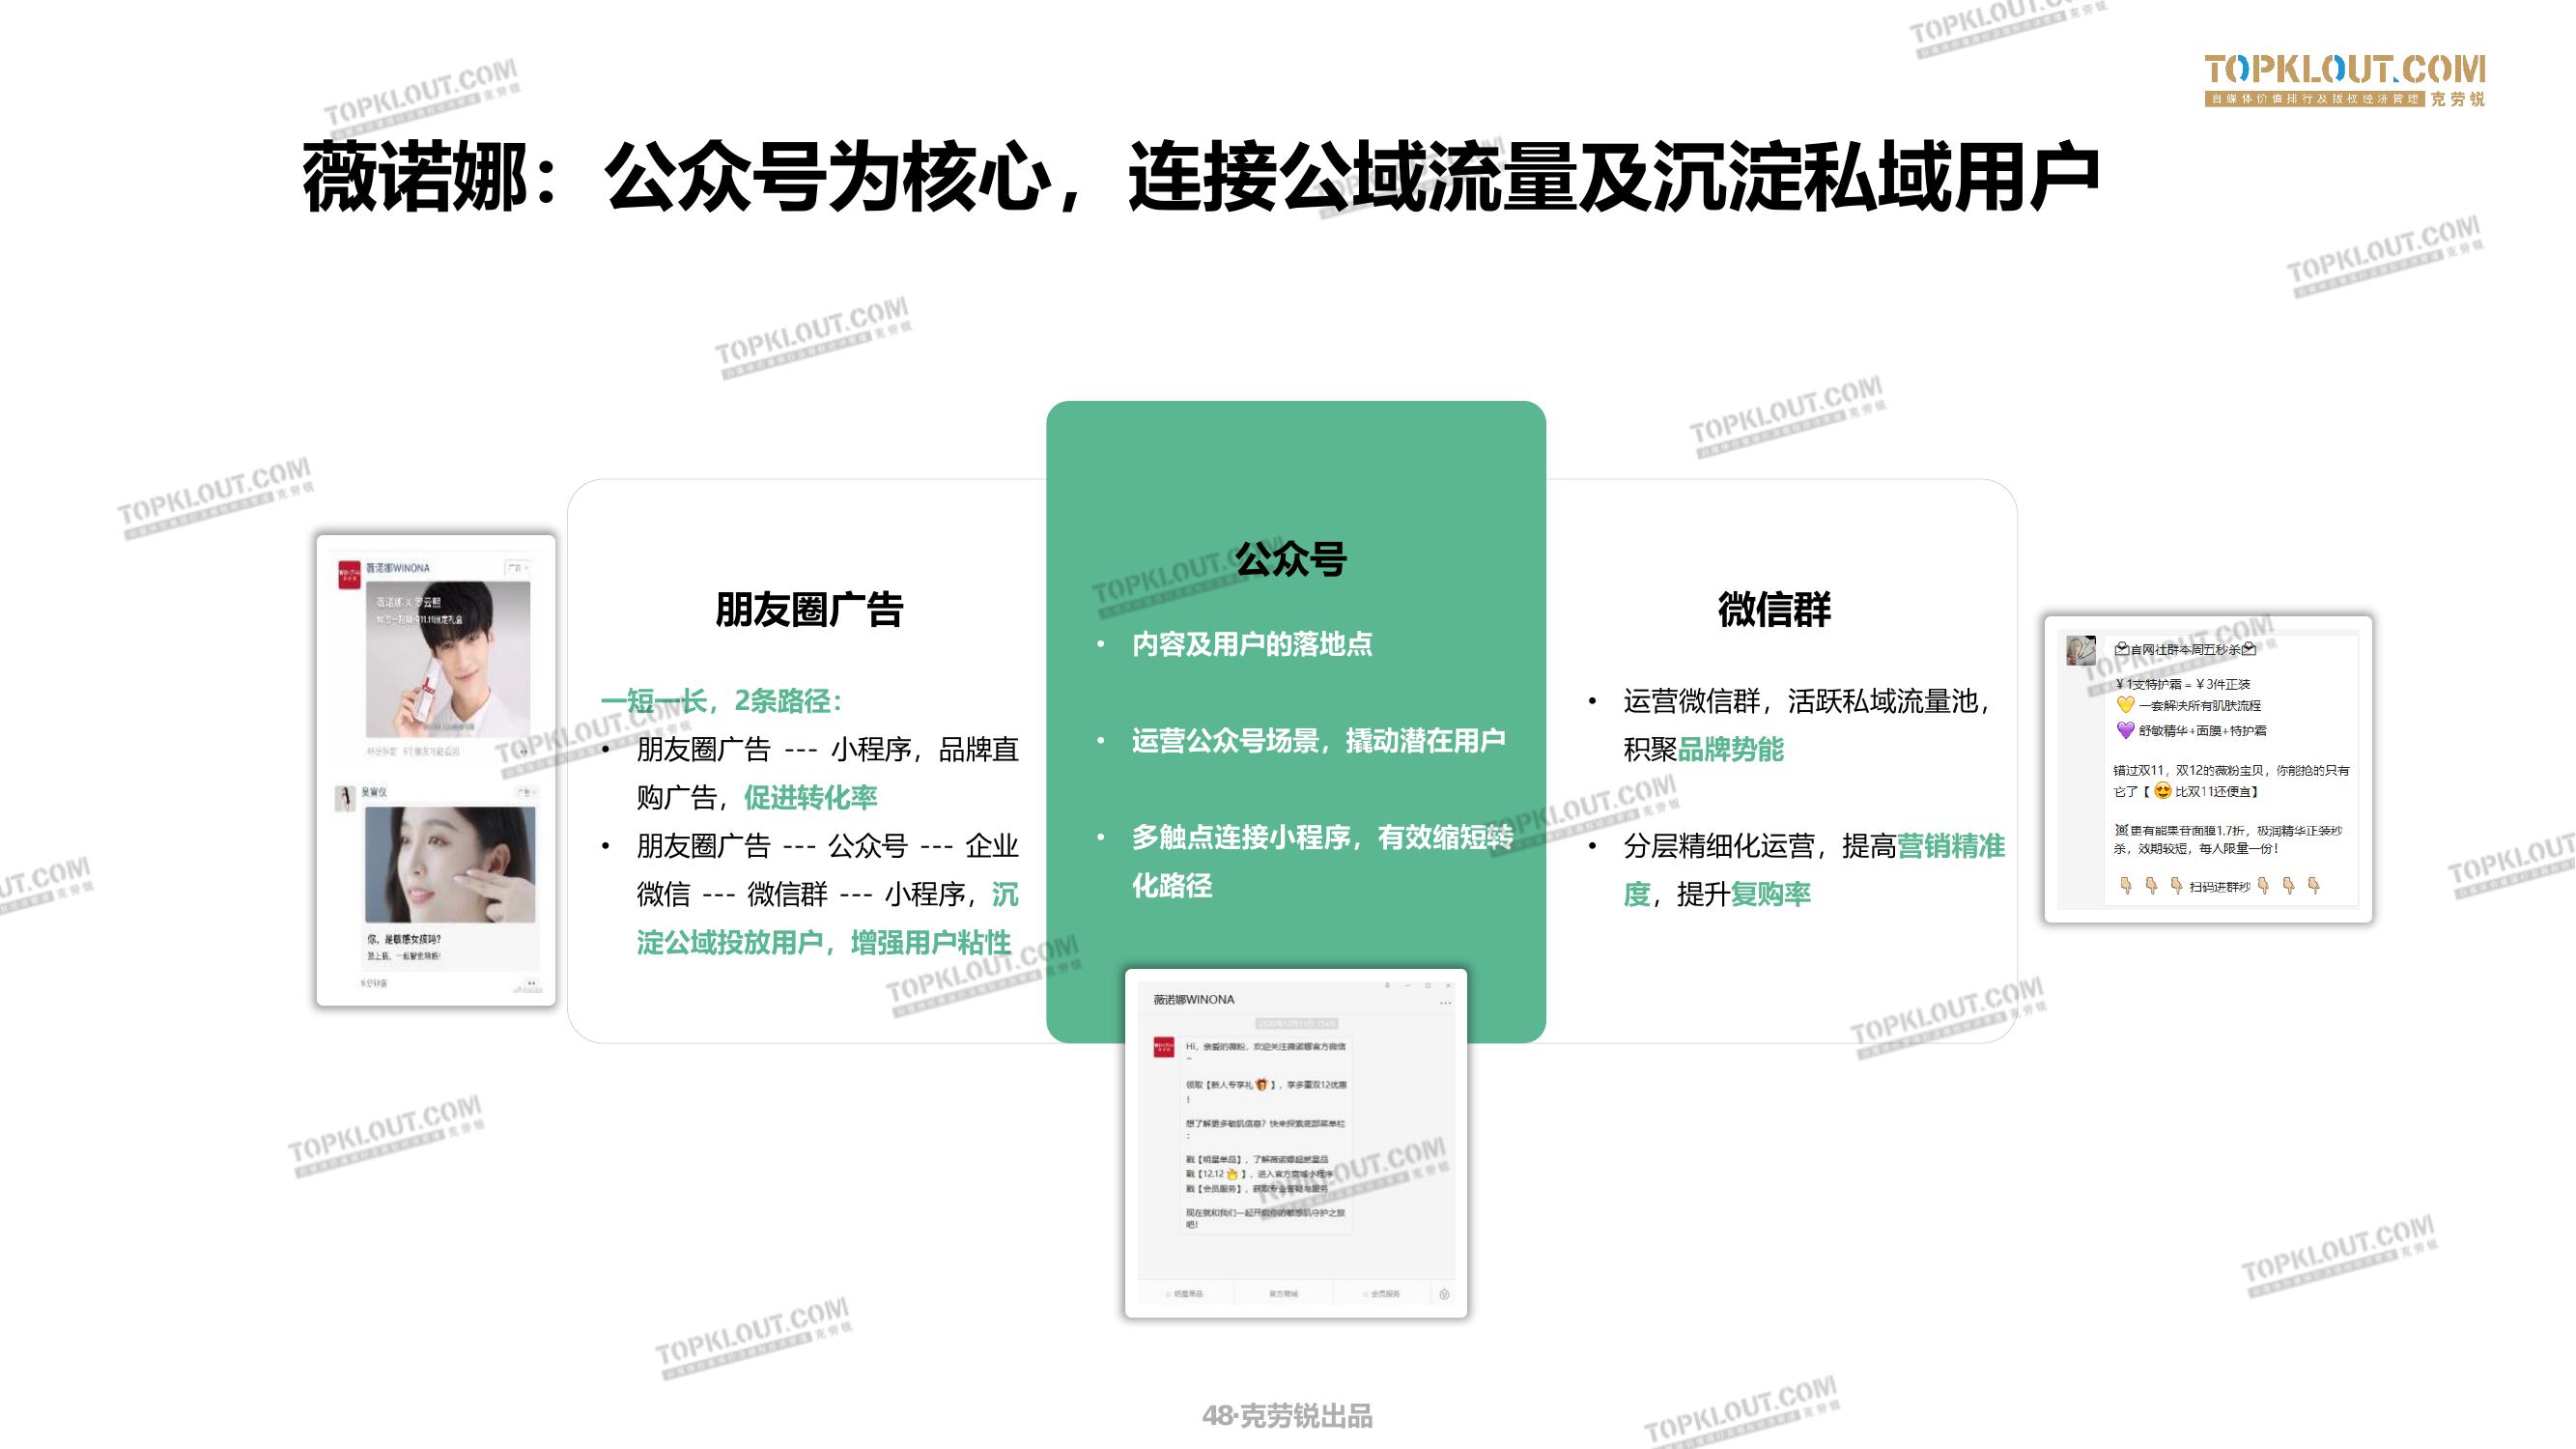 TOPKLOUT.COM
自媒体价值排行及版权经济管理 克劳锐
薇诺娜：公众号为核心，连接公域流量及沉淀私域用户
薇诺娜WINONA
广告
薇诺娜 X 罗云熙
吴宣仪
广告
你，是敏感女孩吗?
5分钟前
朋友圈广告
一短一长，2条路径：
• 朋友圈广告 --- 小程序，品牌直
购广告，促进转化率
• 朋友圈广告 --- 公众号 --- 企业
微信 --- 微信群 --- 小程序，沉
淀公域投放用户，增强用户粘性
公众号
• 内容及用户的落地点
• 运营公众号场景，撬动潜在用户
• 多触点连接小程序，有效缩短转
化路径
薇诺娜WINONA
Hi，亲爱的薇粉，欢迎关注薇诺娜官方微信
~
领取【新人专享礼🎁】，享多重双12优惠
！
想了解更多敏肌信息？快来探索底部菜单栏
：
戳【明星单品】，了解薇诺娜超燃星品
戳【12.12🔥】，进入官方商城小程序
戳【会员服务】，获取专业答疑与服务
现在就和我们一起开启你的敏感肌守护之旅
吧！
明星单品 官方商城 会员服务
微信群
• 运营微信群，活跃私域流量池，
积聚品牌势能
• 分层精细化运营，提高营销精准
度，提升复购率
官网社群本周五秒杀
￥1支特护霜 = ￥3件正装
💛 一套解决所有肌肤流程
💜 舒敏精华+面膜+特护霜
错过双11，双12的薇粉宝贝，你能抢的只有
它了【😍 比双11还便宜】
更有能果苷面膜1.7折，极润精华正装秒
杀，效期较短，每人限量一份！
👇👇👇扫码进群秒👇👇👇
48·克劳锐出品